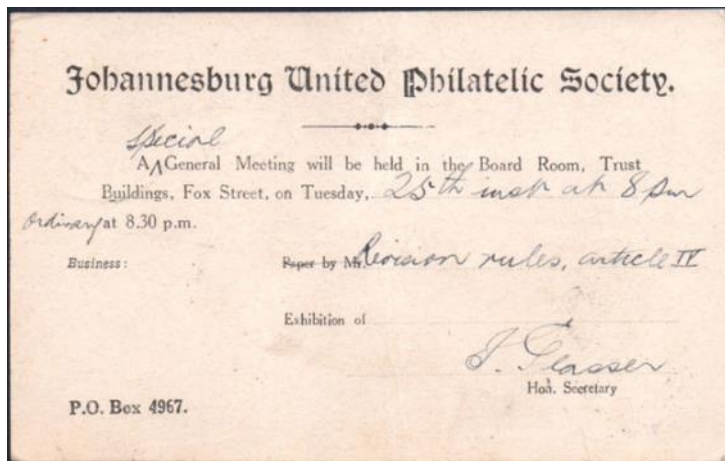 Johannesburg United Philatelic Society.
special
A General Meeting will be held in the Board Room, Trust
Buildings, Fox Street, on Tuesday, 25th inst at 8 pm
Ordinary at 8.30 p.m.
Business: Paper by Mr. Revision rules, article IV
Exhibition of
J. Glasser
Hon. Secretary
P.O. Box 4967.